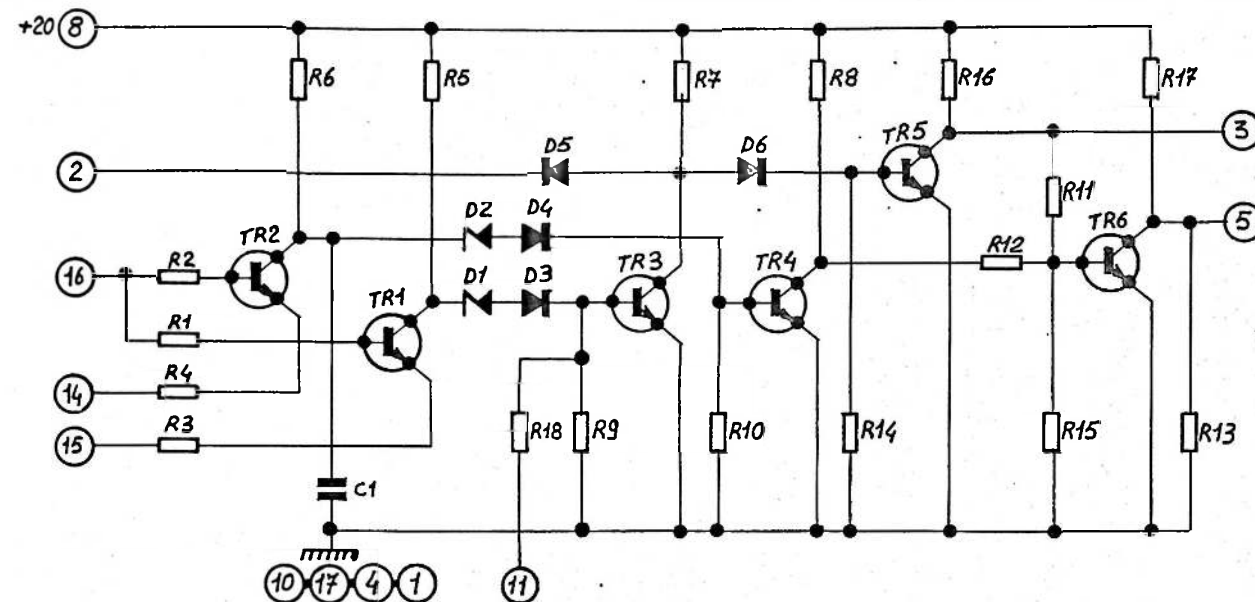 +20 8
R6 R5 R7 R8 R16 R17
TR5 3
2 D5 D6
R11
5
TR2 D2 D4 R12 TR6
16 R2 D1 D3 TR3 TR4
TR1
R1
14 R4
15 R3 R18 R9 R10 R14 R15 R13
C1
10 17 4 1 11